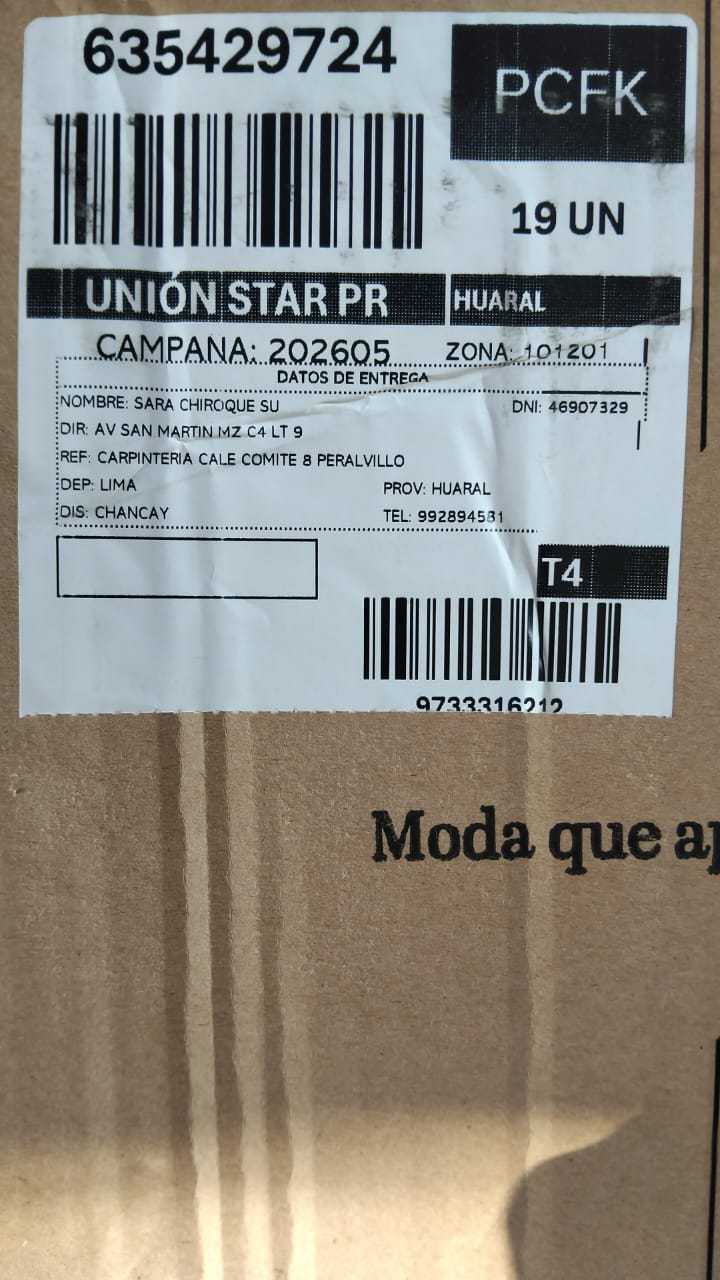 635429724
PCFK
19 UN
UNIÓN STAR PR
HUARAL
CAMPANA: 202605
ZONA: 101201
DATOS DE ENTREGA
NOMBRE: SARA CHIROQUE SU
DNI: 46907329
DIR: AV SAN MARTIN MZ C4 LT 9
REF: CARPINTERIA CALE COMITE 8 PERALVILLO
DEP: LIMA
PROV: HUARAL
DIS: CHANCAY
TEL: 992894531
T4
9733316212
Moda que ap